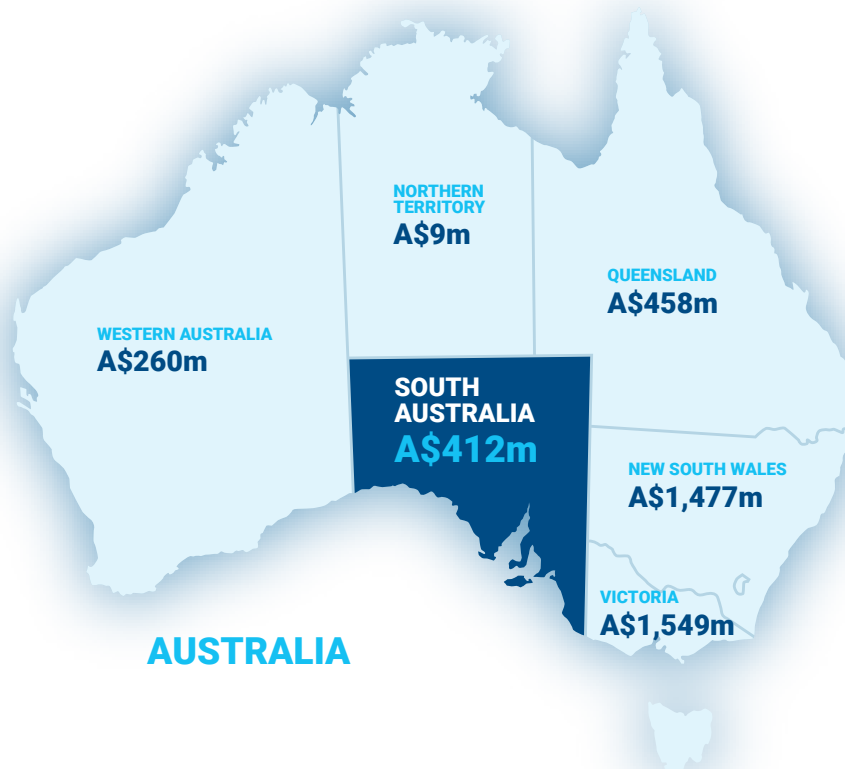 NORTHERN
TERRITORY
A$9m
QUEENSLAND
A$458m
WESTERN AUSTRALIA
A$260m
SOUTH
AUSTRALIA
A$412m
NEW SOUTH WALES
A$1,477m
VICTORIA
A$1,549m
AUSTRALIA